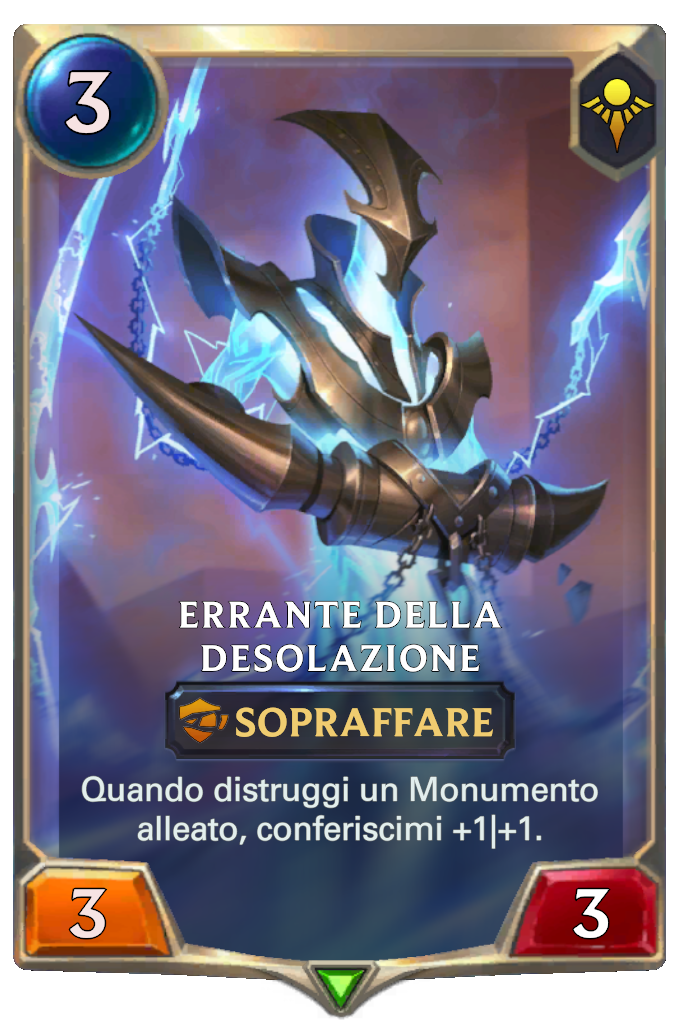 3
ERRANTE DELLA
DESOLAZIONE
SOPRAFFARE
Quando distruggi un Monumento
alleato, conferiscimi +1|+1.
3
3